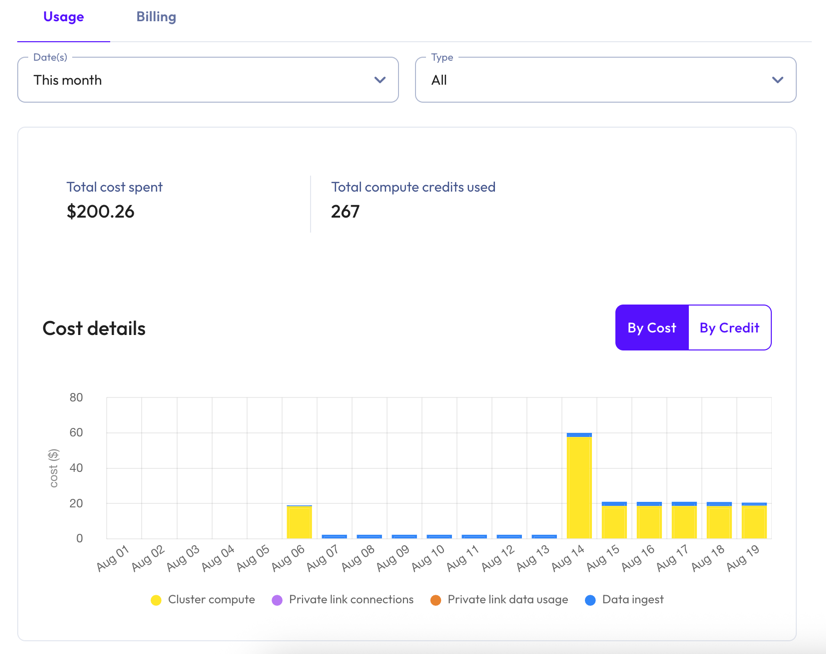 Usage Billing
Date(s) Type
This month All
Total cost spent Total compute credits used
$200.26 267
Cost details By Cost By Credit
80
60
40
20
0
cost ($)
Aug 01 Aug 02 Aug 03 Aug 04 Aug 05 Aug 06 Aug 07 Aug 08 Aug 09 Aug 10 Aug 11 Aug 12 Aug 13 Aug 14 Aug 15 Aug 16 Aug 17 Aug 18 Aug 19
Cluster compute Private link connections Private link data usage Data ingest